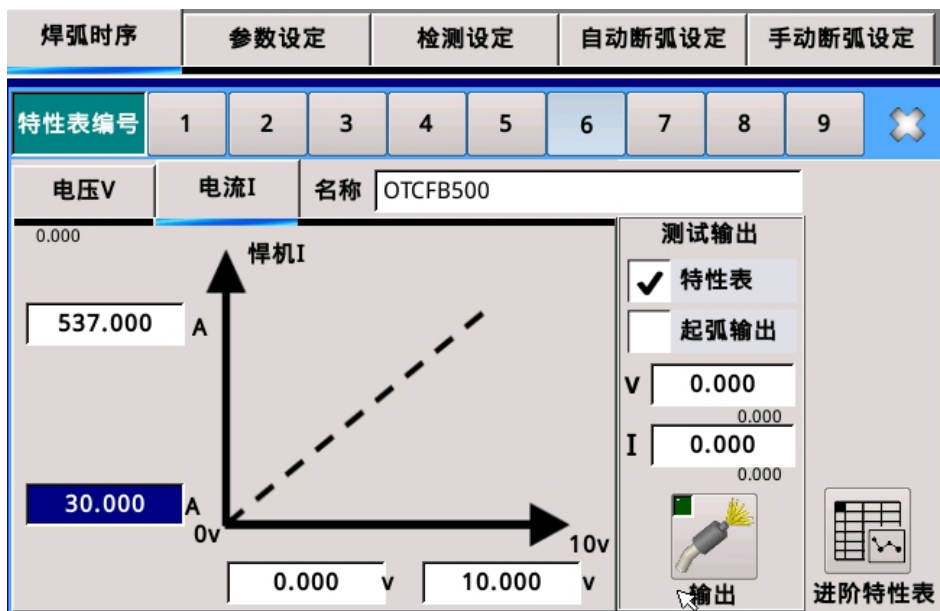 焊弧时序 参数设定 检测设定 自动断弧设定 手动断弧设定
特性表编号 1 2 3 4 5 6 7 8 9
电压V 电流I 名称 OTCFB500
0.000
悍机I
537.000 A
30.000 A
0v
10v
0.000 v 10.000 v
测试输出
特性表
起弧输出
V 0.000
0.000
I 0.000
0.000
输出
进阶特性表